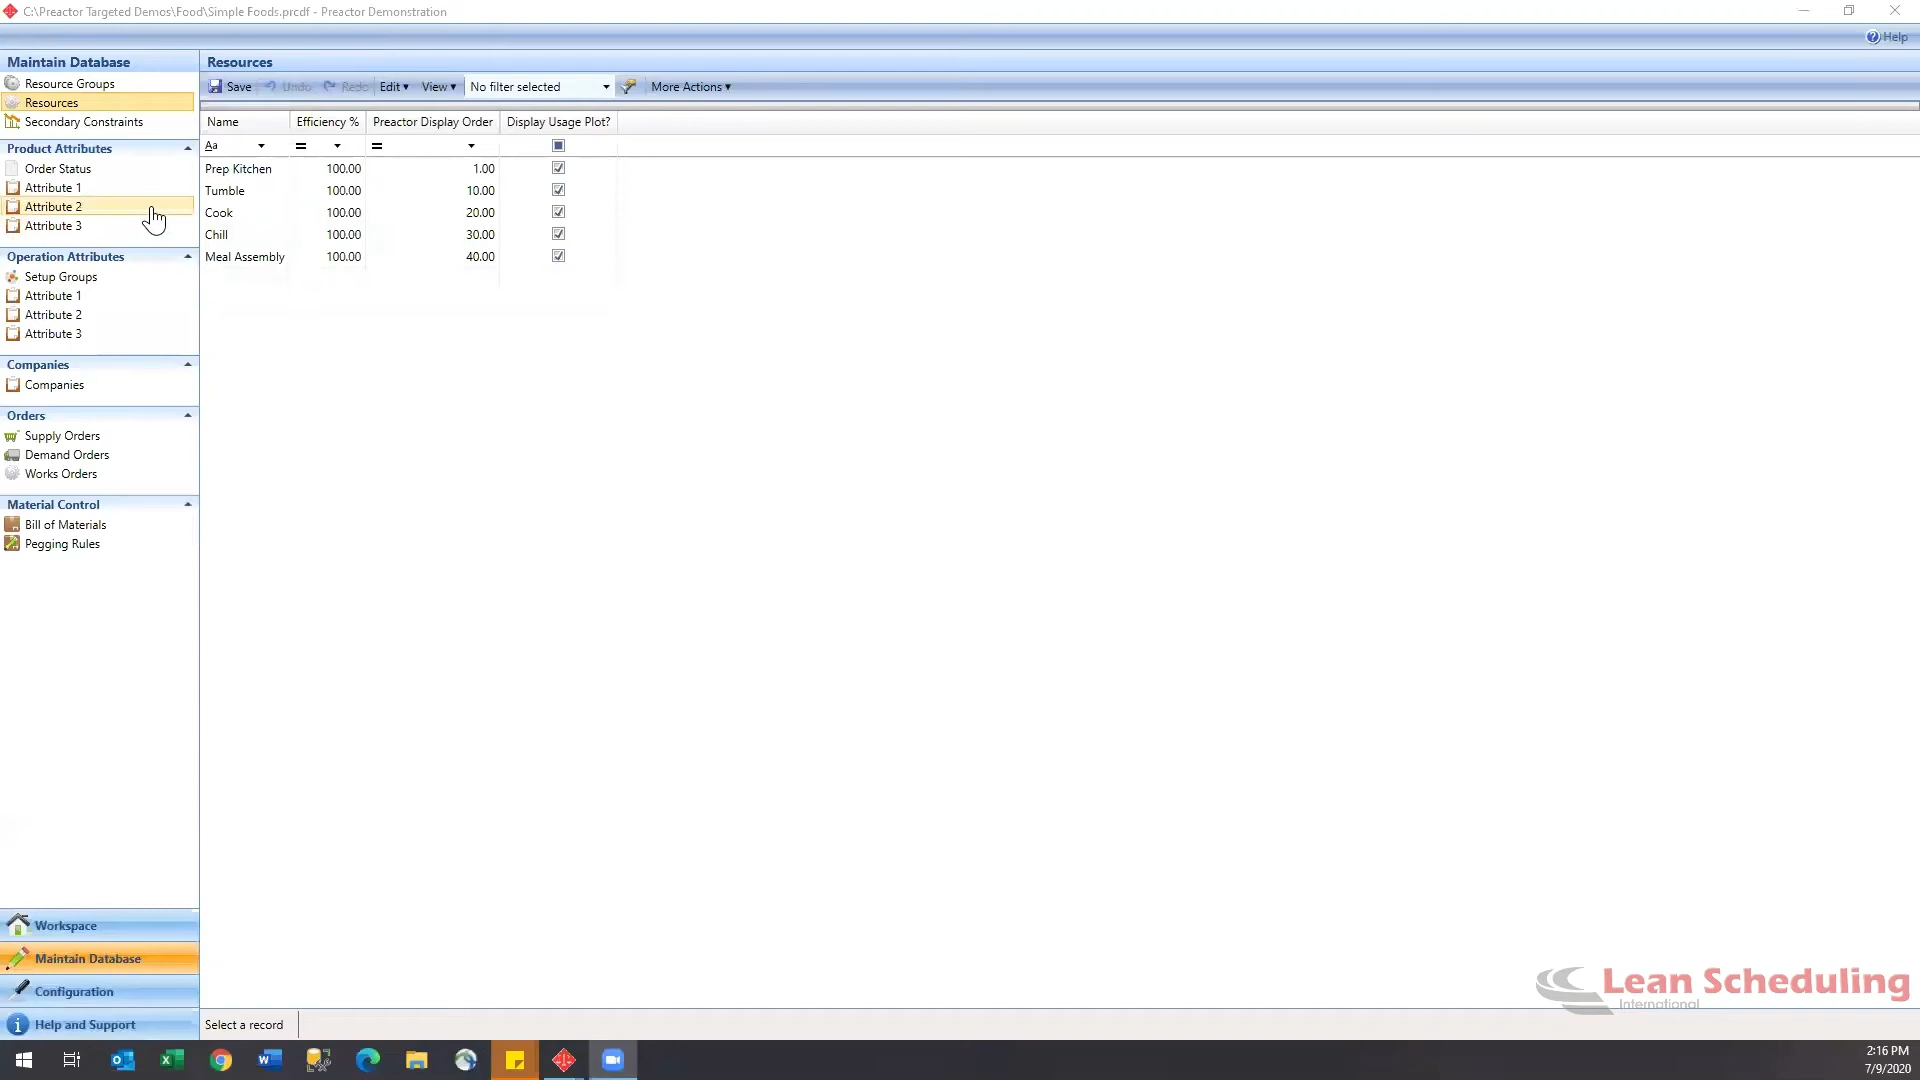 C:\Preactor Targeted Demos\Food\Simple Foods.prcdf - Preactor Demonstration
Help
Maintain Database
Resource Groups
Resources
Secondary Constraints
Product Attributes
Order Status
Attribute 1
Attribute 2
Attribute 3
Operation Attributes
Setup Groups
Attribute 1
Attribute 2
Attribute 3
Companies
Companies
Orders
Supply Orders
Demand Orders
Works Orders
Material Control
Bill of Materials
Pegging Rules
Workspace
Maintain Database
Configuration
Help and Support
Resources
Save Undo Redo Edit View No filter selected More Actions
Name Efficiency % Preactor Display Order Display Usage Plot?
Aa = =
Prep Kitchen 100.00 1.00
Tumble 100.00 10.00
Cook 100.00 20.00
Chill 100.00 30.00
Meal Assembly 100.00 40.00
Select a record
Lean Scheduling
International
2:16 PM
7/9/2020